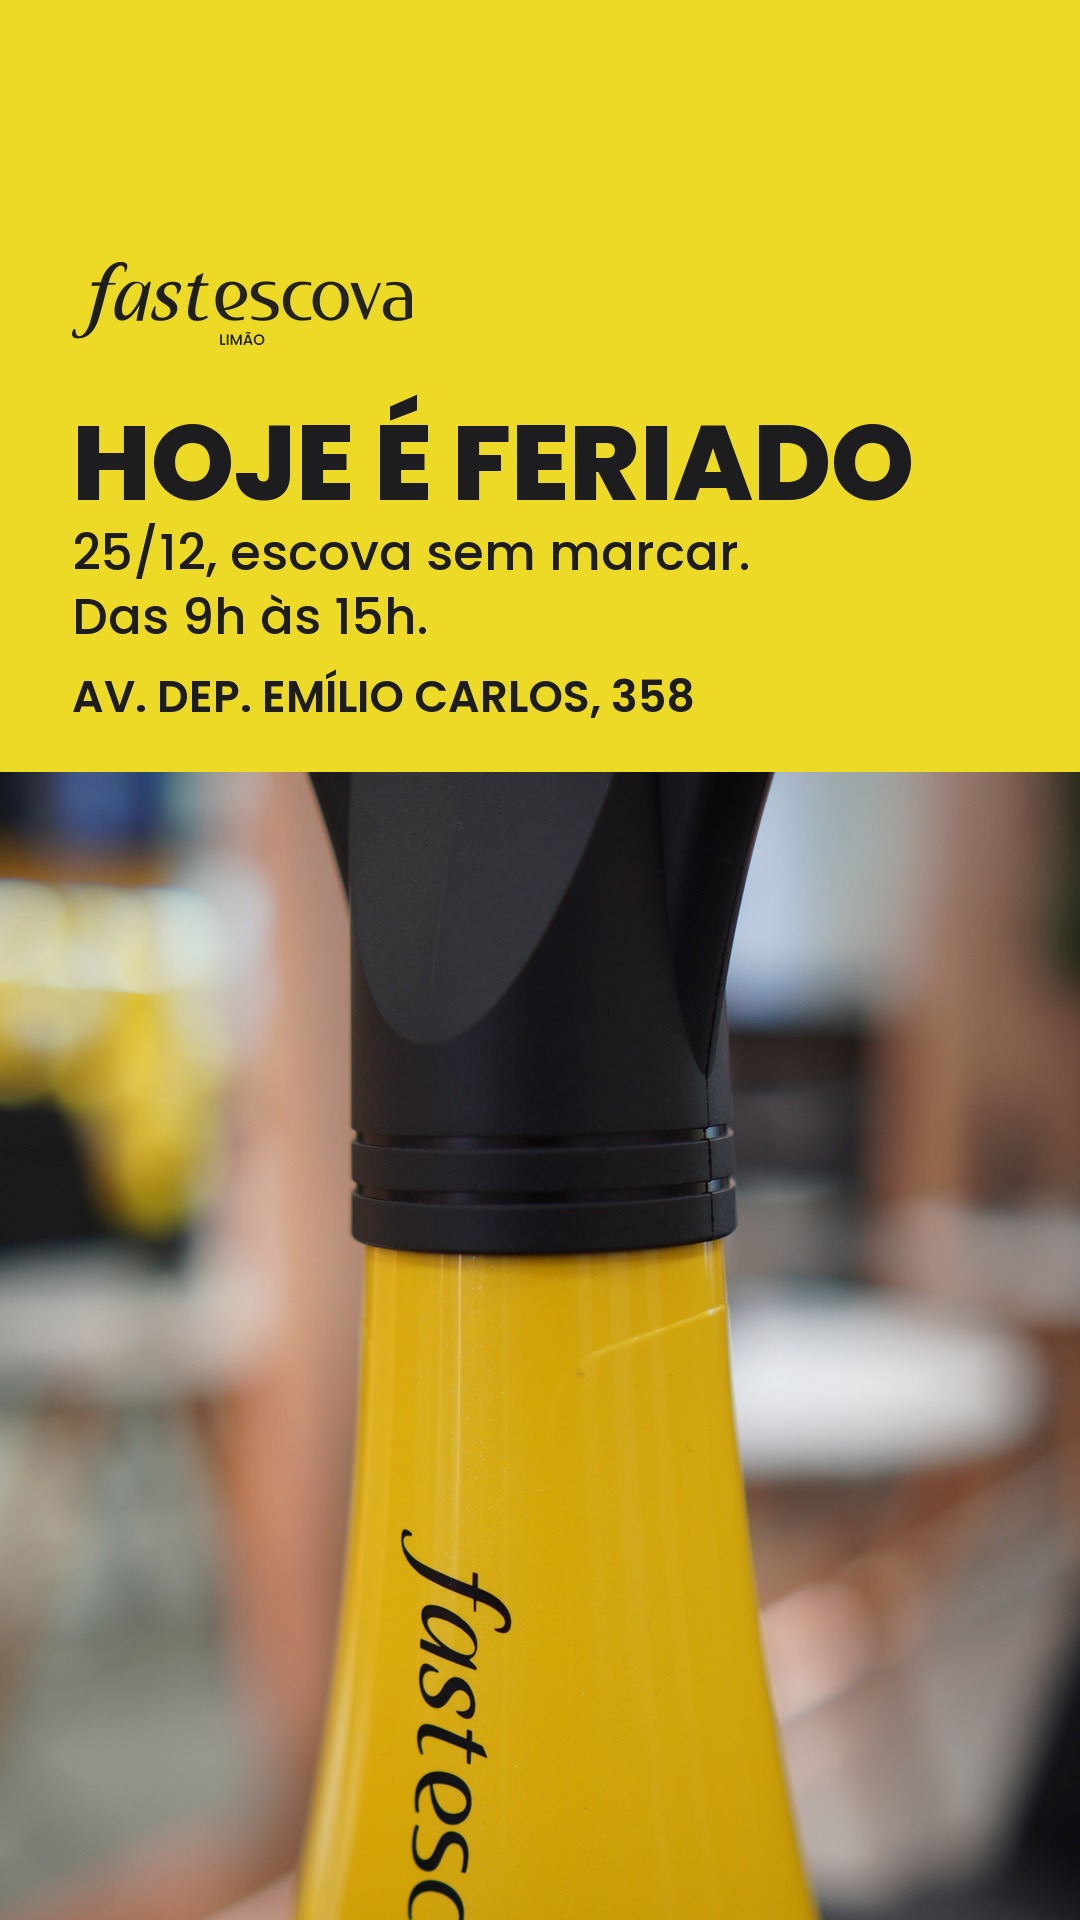 fastescova
LIMÃO
HOJE É FERIADO
25/12, escova sem marcar.
Das 9h às 15h.
AV. DEP. EMÍLIO CARLOS, 358
fastesc